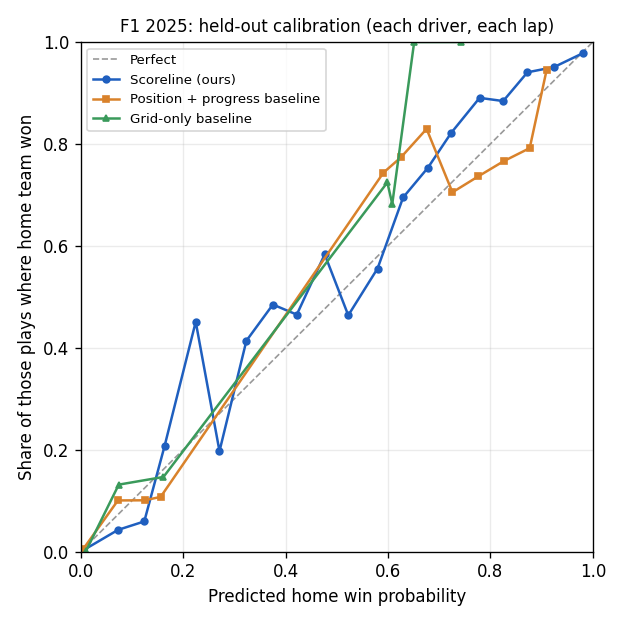 F1 2025: held-out calibration (each driver, each lap)
Perfect
Scoreline (ours)
Position + progress baseline
Grid-only baseline
Share of those plays where home team won
1.0
0.8
0.6
0.4
0.2
0.0
0.0 0.2 0.4 0.6 0.8 1.0
Predicted home win probability